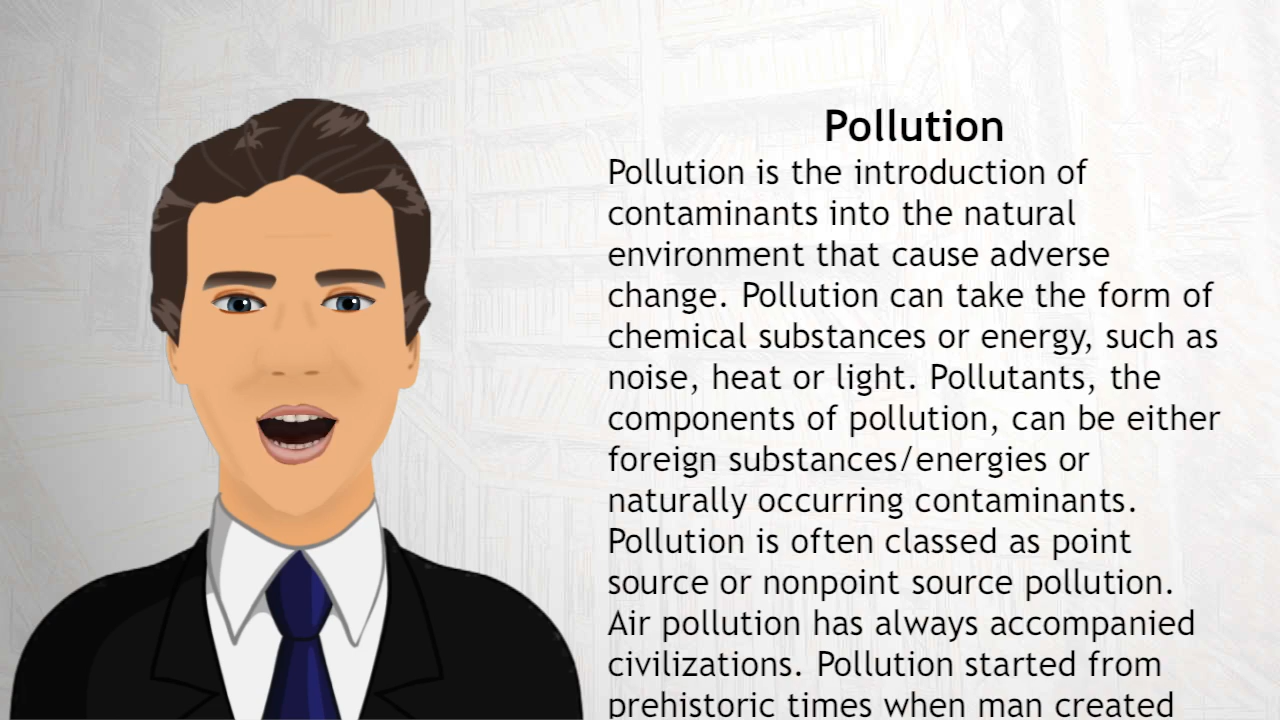 Pollution
Pollution is the introduction of
contaminants into the natural
environment that cause adverse
change. Pollution can take the form of
chemical substances or energy, such as
noise, heat or light. Pollutants, the
components of pollution, can be either
foreign substances/energies or
naturally occurring contaminants.
Pollution is often classed as point
source or nonpoint source pollution.
Air pollution has always accompanied
civilizations. Pollution started from
prehistoric times when man created